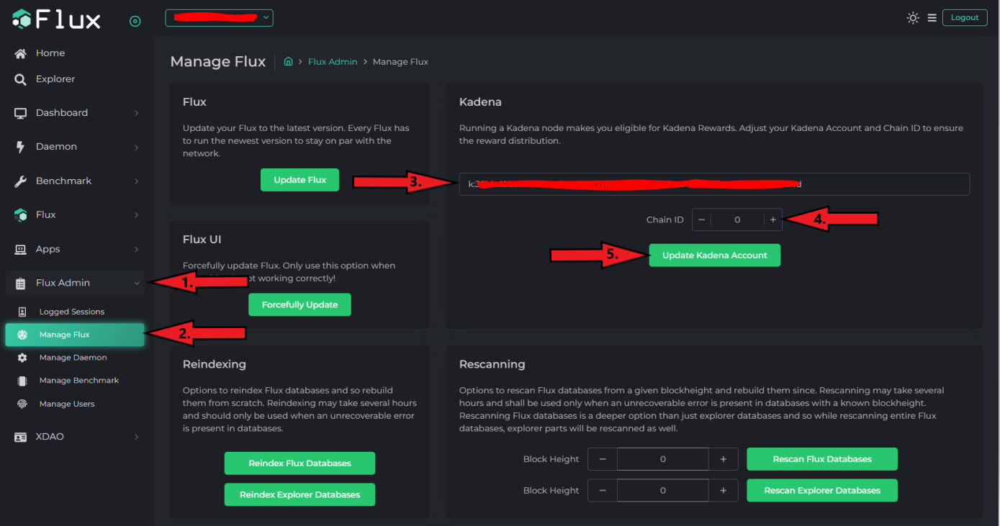 Flux
Logout
Home
Explorer
Dashboard
Daemon
Benchmark
Flux
Apps
Flux Admin
Logged Sessions
Manage Flux
Manage Daemon
Manage Benchmark
Manage Users
XDAO
1.
2.
Manage Flux
Flux Admin > Manage Flux
Flux
Update your Flux to the latest version. Every Flux has
to run the newest version to stay on par with the
network.
Update Flux
Kadena
Running a Kadena node makes you eligible for Kadena Rewards. Adjust your Kadena Account and Chain ID to ensure
the reward distribution.
3.
Chain ID − 0 +
4.
5.
Update Kadena Account
Flux UI
Forcefully update Flux. Only use this option when
not working correctly!
Forcefully Update
Reindexing
Options to reindex Flux databases and so rebuild
them from scratch. Reindexing may take several hours
and should only be used when an unrecoverable error
is present in databases.
Reindex Flux Databases
Reindex Explorer Databases
Rescanning
Options to rescan Flux databases from a given blockheight and rebuild them since. Rescanning may take several
hours and shall be used only when an unrecoverable error is present in databases with a known blockheight.
Rescanning Flux databases is a deeper option than just explorer databases and so while rescanning entire Flux
databases, explorer parts will be rescanned as well.
Block Height − 0 + Rescan Flux Databases
Block Height − 0 + Rescan Explorer Databases